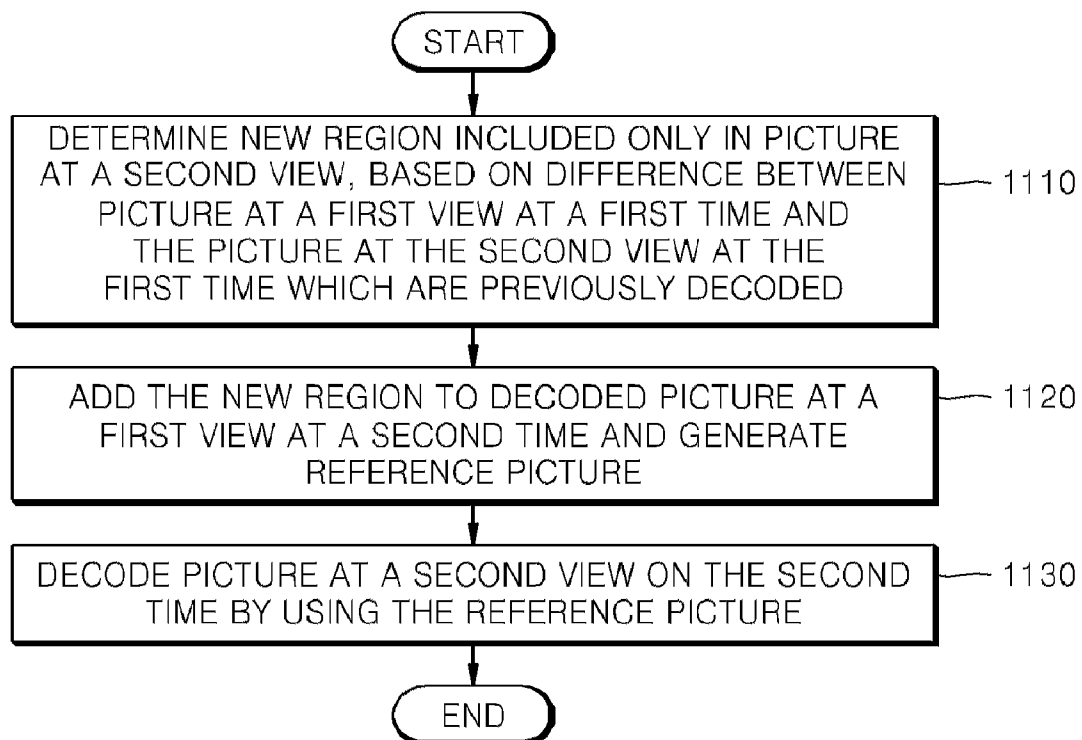 START
DETERMINE NEW REGION INCLUDED ONLY IN PICTURE
AT A SECOND VIEW, BASED ON DIFFERENCE BETWEEN
PICTURE AT A FIRST VIEW AT A FIRST TIME AND
THE PICTURE AT THE SECOND VIEW AT THE
FIRST TIME WHICH ARE PREVIOUSLY DECODED
1110
ADD THE NEW REGION TO DECODED PICTURE AT A
FIRST VIEW AT A SECOND TIME AND GENERATE
REFERENCE PICTURE
1120
DECODE PICTURE AT A SECOND VIEW ON THE SECOND
TIME BY USING THE REFERENCE PICTURE
1130
END